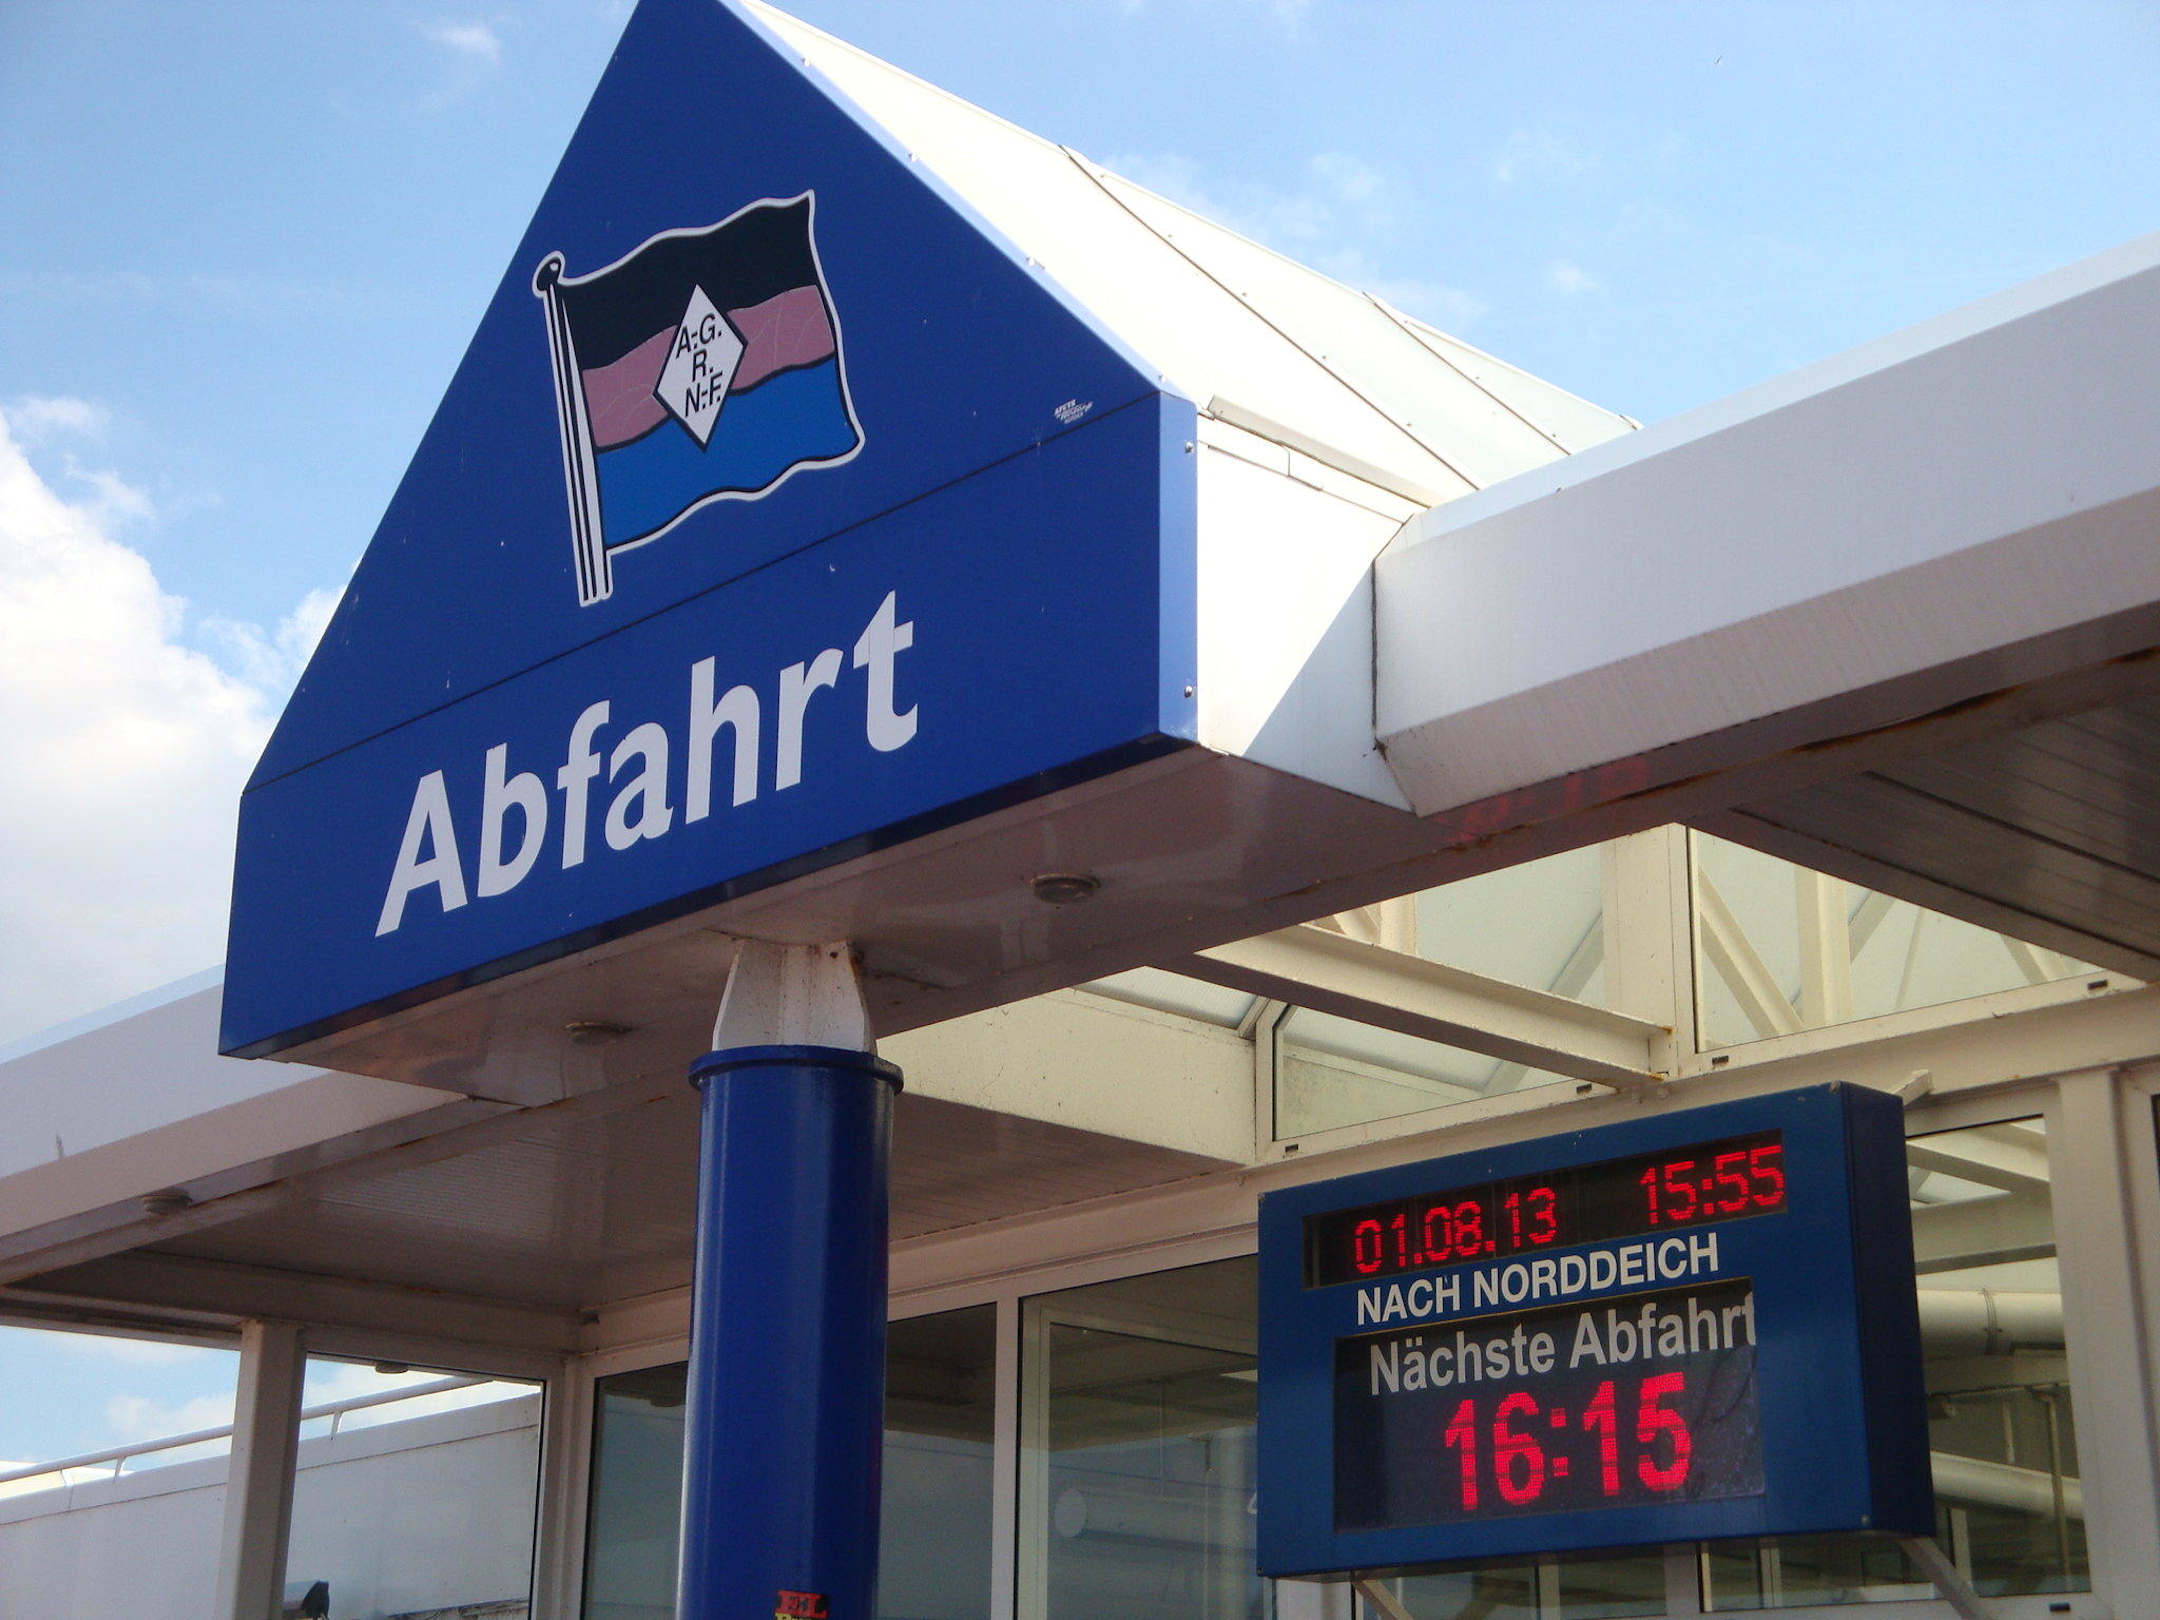 A.-G.
R.
N.-F.
Abfahrt
01.08.13 15:55
NACH NORDDEICH
Nächste Abfahrt
16:15